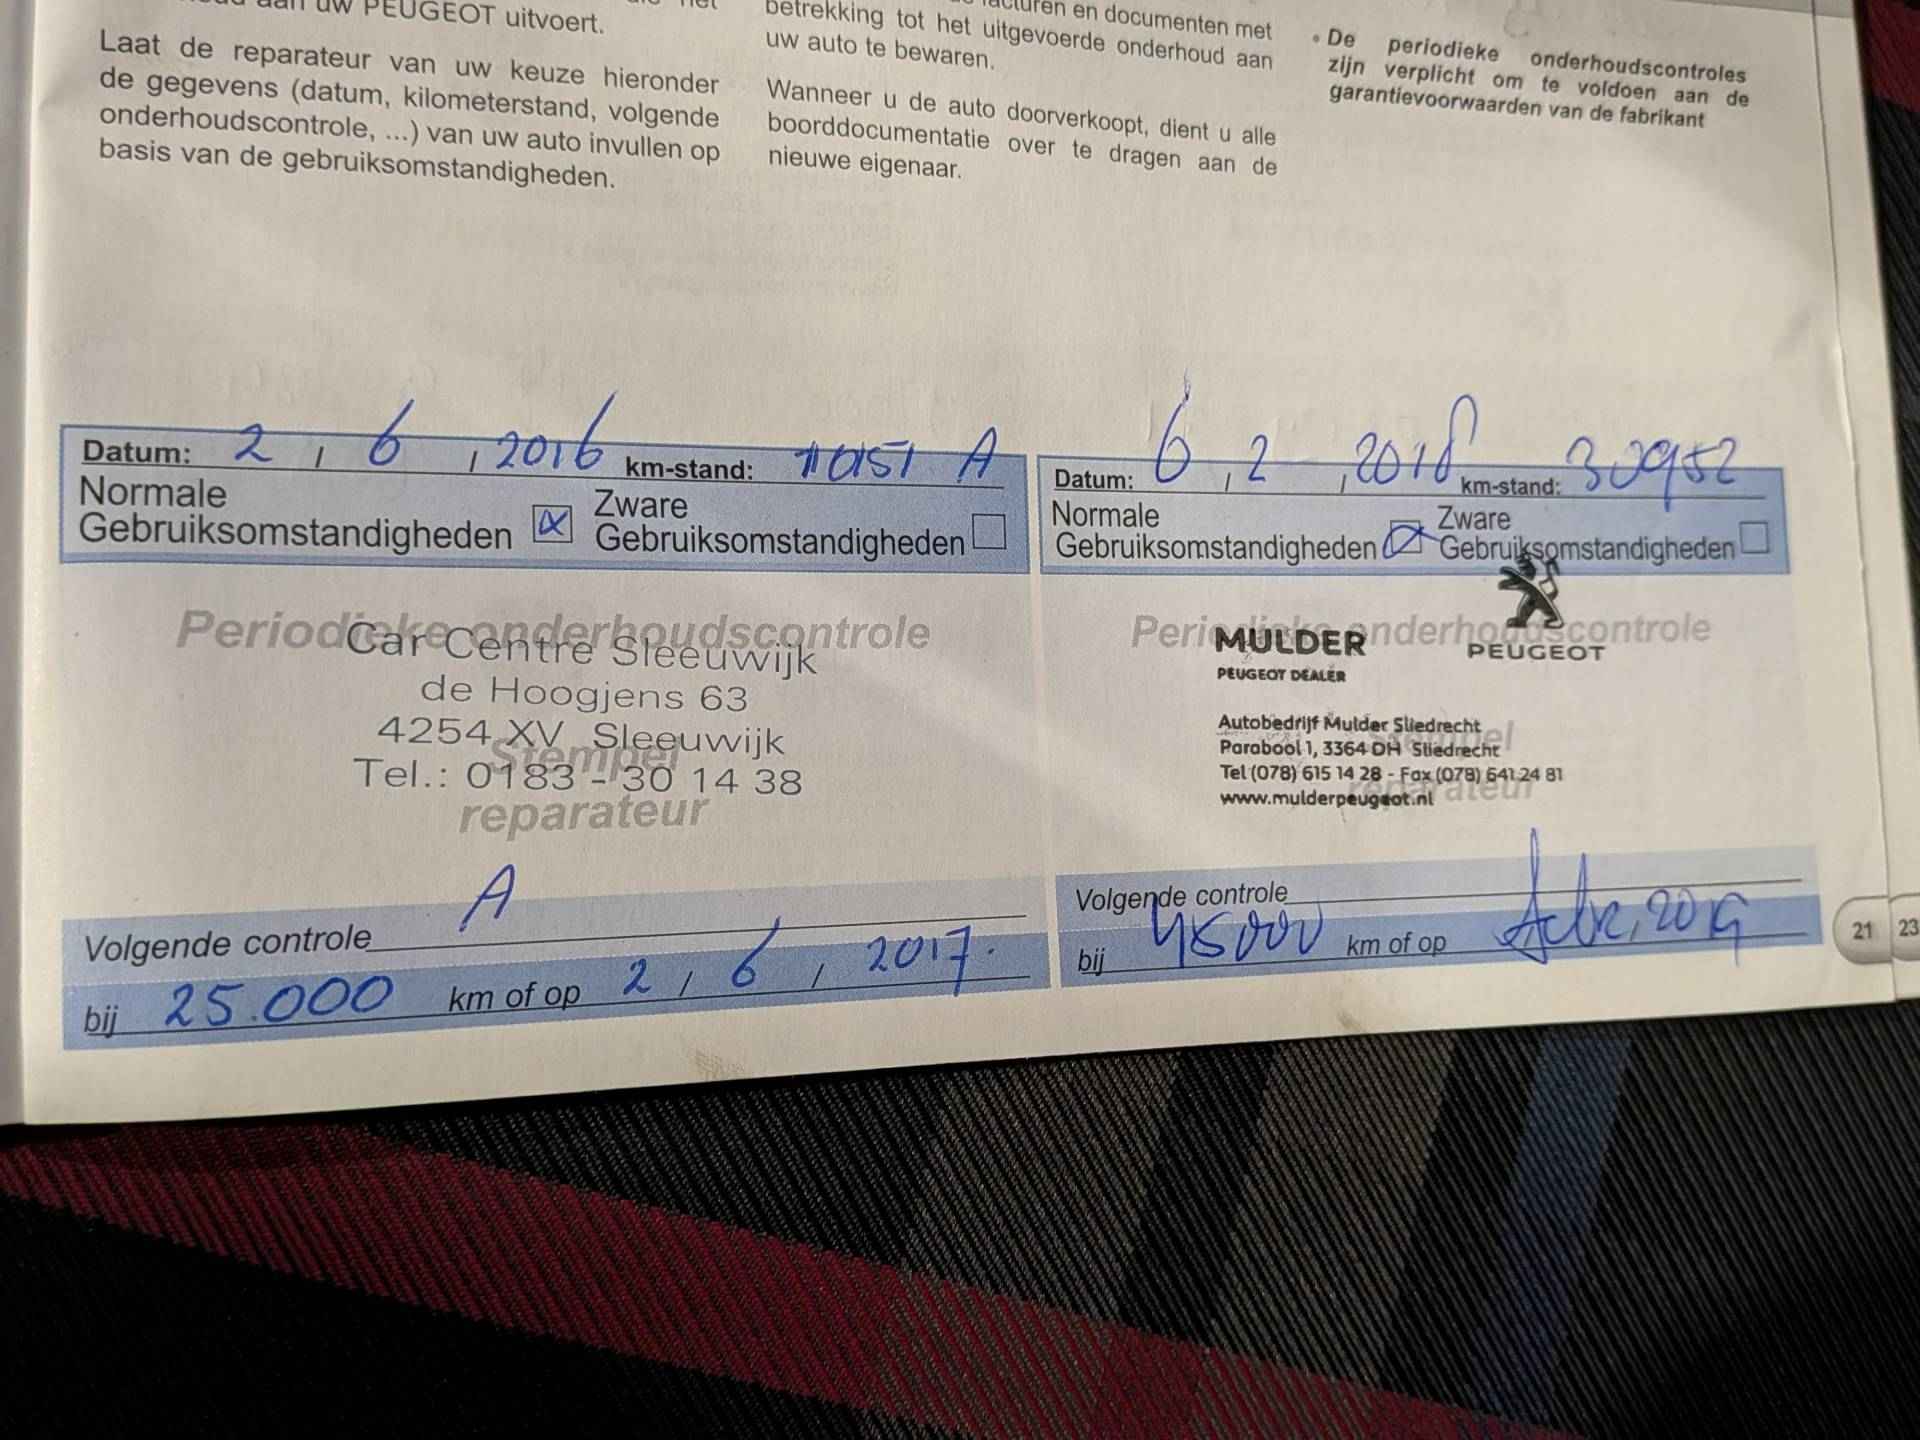 aan uw PEUGEOT uitvoert.
Laat de reparateur van uw keuze hieronder
de gegevens (datum, kilometerstand, volgende
onderhoudscontrole, ...) van uw auto invullen op
basis van de gebruiksomstandigheden.
facturen en documenten met
betrekking tot het uitgevoerde onderhoud aan
uw auto te bewaren.
Wanneer u de auto doorverkoopt, dient u alle
boorddocumentatie over te dragen aan de
nieuwe eigenaar.
• De periodieke onderhoudscontroles
zijn verplicht om te voldoen aan de
garantievoorwaarden van de fabrikant
Datum: 2 / 6 / 2016 km-stand: 10151 A
Normale
Gebruiksomstandigheden
Zware
Gebruiksomstandigheden
Periodieke onderhoudscontrole
Car Centre Sleeuwijk
de Hoogjens 63
4254 XV Sleeuwijk
Stempel
Tel.: 0183 - 30 14 38
reparateur
Volgende controle A
bij 25.000 km of op 2 / 6 / 2017.
Datum: 6 / 2 / 2018 km-stand: 30952
Normale
Gebruiksomstandigheden
Zware
Gebruiksomstandigheden
Periodieke onderhoudscontrole
MULDER
PEUGEOT
PEUGEOT DEALER
Autobedrijf Mulder Sliedrecht
Stempel
Parabool 1, 3364 DH Sliedrecht
Tel (078) 615 14 28 - Fax (078) 641 24 81
reparateur
www.mulderpeugeot.nl
Volgende controle
bij 45000 km of op 2019
21
23